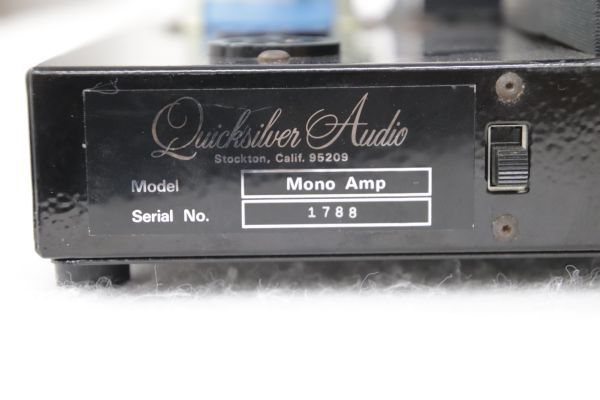 Quicksilver Audio
Stockton, Calif. 95209
Model Mono Amp
Serial No. 1788